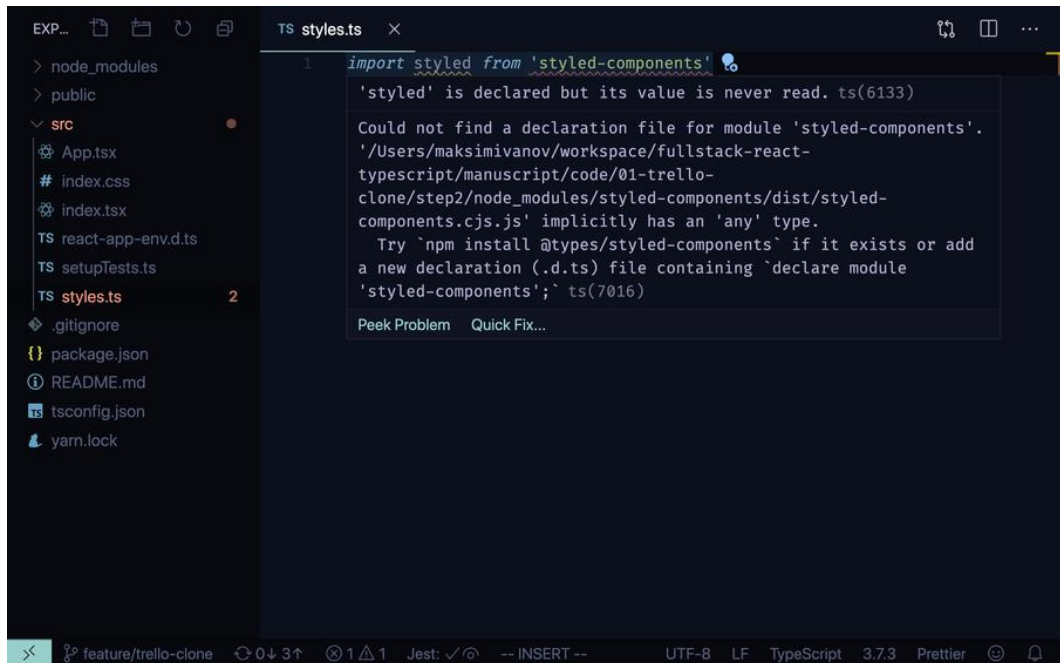 EXP...
TS styles.ts
node_modules
public
src
App.tsx
# index.css
index.tsx
TS react-app-env.d.ts
TS setupTests.ts
TS styles.ts 2
.gitignore
{} package.json
README.md
TS tsconfig.json
yarn.lock
1 import styled from 'styled-components'
'styled' is declared but its value is never read. ts(6133)
Could not find a declaration file for module 'styled-components'.
'/Users/maksimivanov/workspace/fullstack-react-
typescript/manuscript/code/01-trello-
clone/step2/node_modules/styled-components/dist/styled-
components.cjs.js' implicitly has an 'any' type.
Try `npm install @types/styled-components` if it exists or add
a new declaration (.d.ts) file containing `declare module
'styled-components';` ts(7016)
Peek Problem Quick Fix...
feature/trello-clone 0↓ 3↑ 1 1 Jest: -- INSERT -- UTF-8 LF TypeScript 3.7.3 Prettier